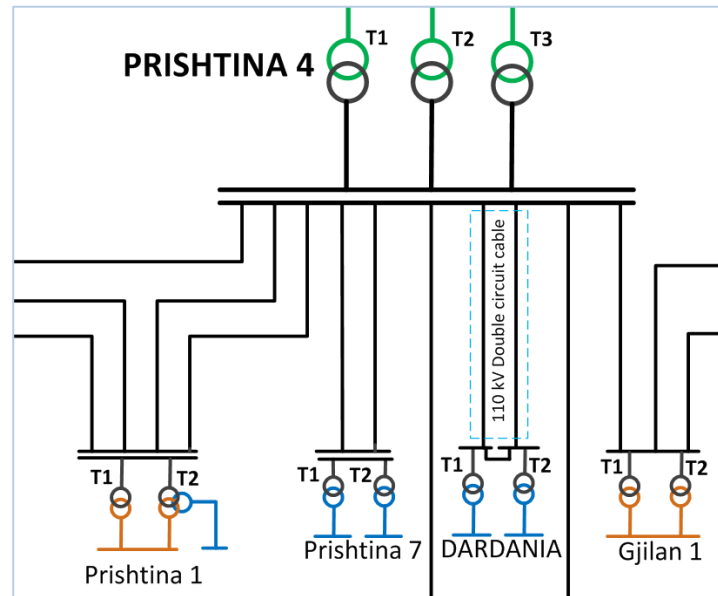 T1
T2
T3
PRISHTINA 4
110 kV Double circuit cable
T1
T2
T1
T2
T1
T2
T1
T2
Prishtina 1
Prishtina 7
DARDANIA
Gjilan 1